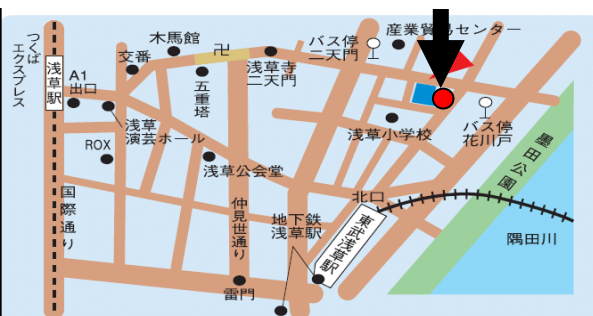 つくば
エクスプレス
浅草駅
A1
出口
交番
木馬館
卍
五重塔
浅草寺
二天門
バス停
二天門
産業貿易センター
浅草
演芸ホール
ROX
浅草公会堂
浅草小学校
バス停
花川戸
墨田公園
国際通り
仲見世通り
地下鉄
浅草駅
北口
東武浅草駅
隅田川
雷門